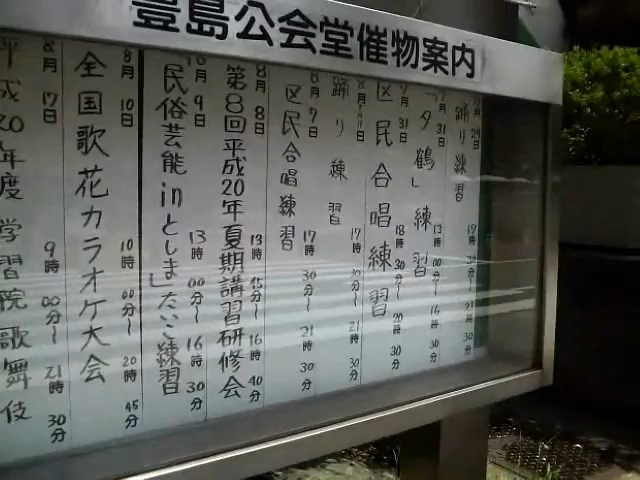 豊島公会堂催物案内
踊り練習
17時
「夕鶴」練習
7月31日
13時00分〜16時30分
区民合唱練習
7月31日
18時30分〜20時30分
踊り練習
17時30分〜21時30分
区民合唱練習
8月7日
17時30分〜21時30分
第8回平成20年夏期講習研修会
8月8日
13時45分〜16時40分
「民俗芸能inとしま」たいこ練習
8月9日
13時00分〜16時30分
全国歌花カラオケ大会
8月10日
10時00分〜20時45分
平成20年度 学習院歌舞伎
8月17日
9時00分〜21時30分